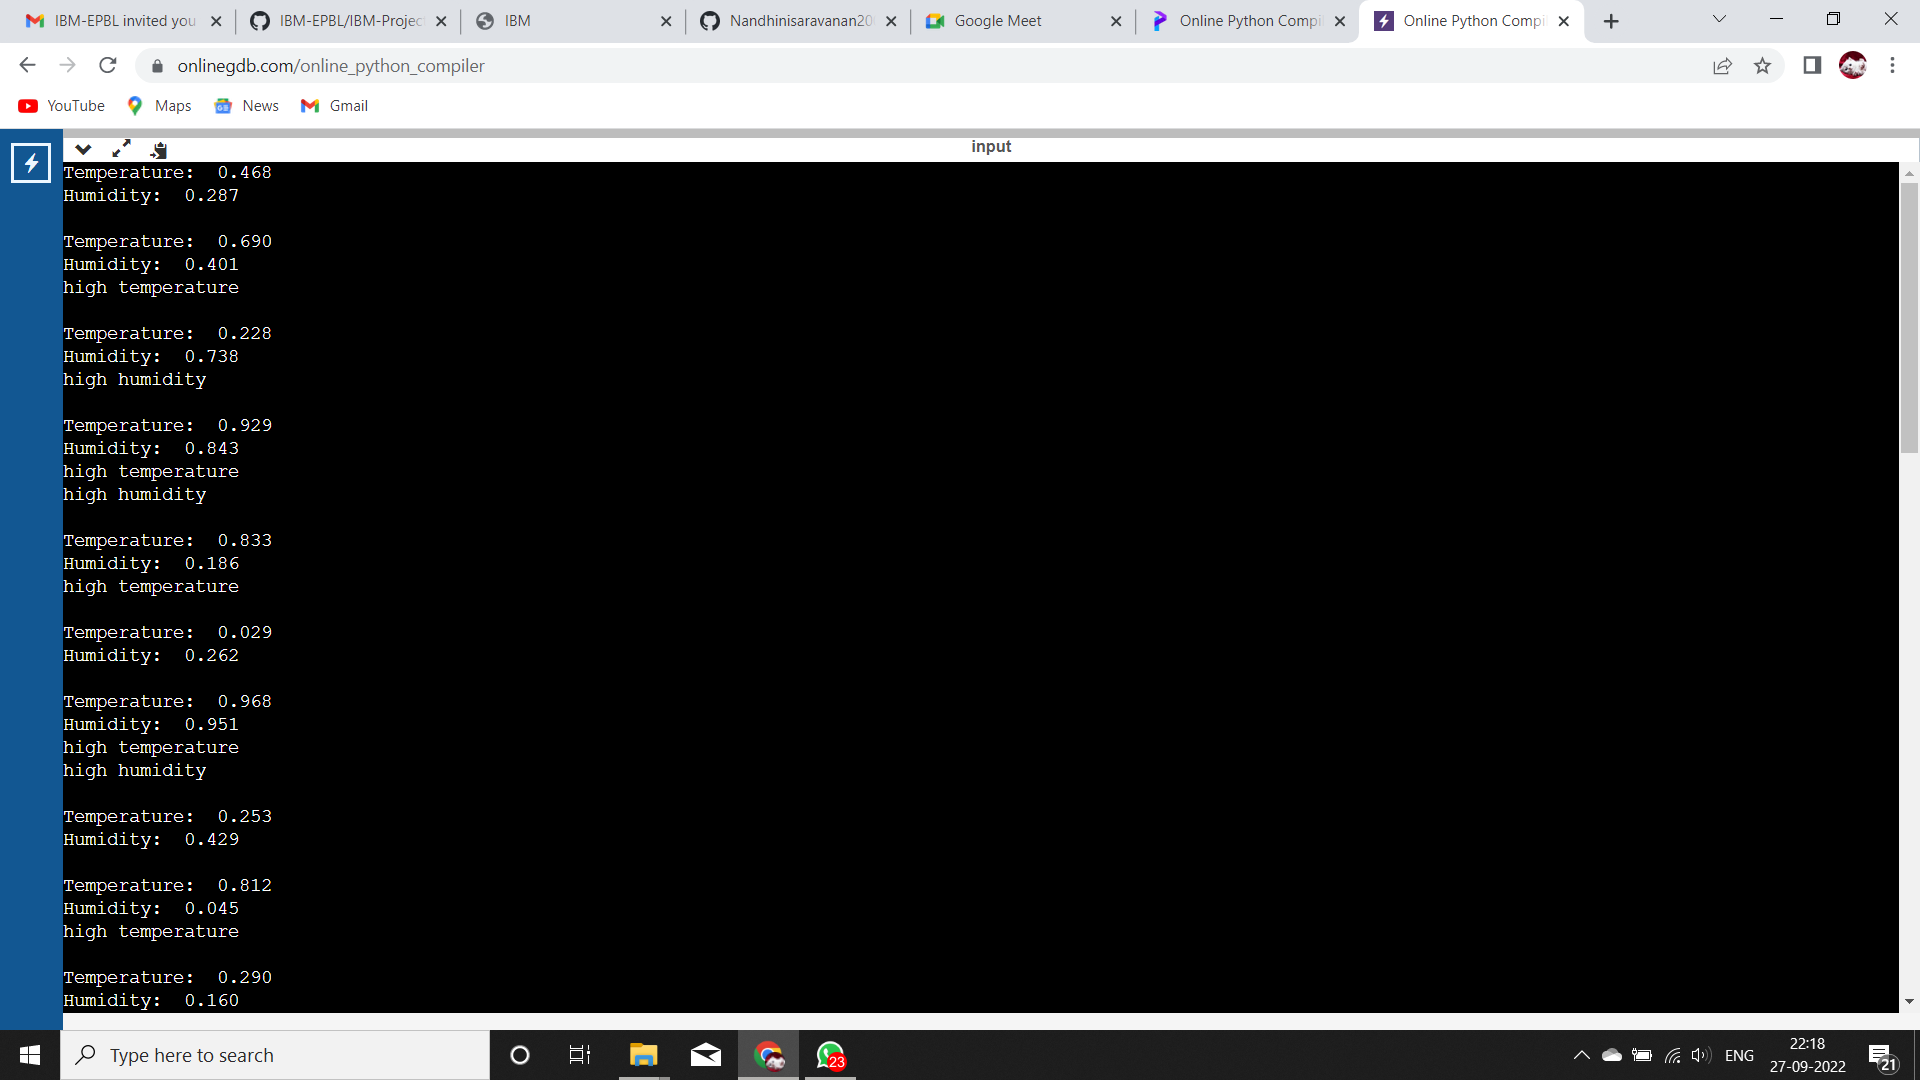 IBM-EPBL invited you
IBM-EPBL/IBM-Projec
IBM
Nandhinisaravanan20
Google Meet
Online Python Compi
Online Python Compi
onlinegdb.com/online_python_compiler
YouTube
Maps
News
Gmail
input
Temperature:  0.468
Humidity:  0.287
Temperature:  0.690
Humidity:  0.401
high temperature
Temperature:  0.228
Humidity:  0.738
high humidity
Temperature:  0.929
Humidity:  0.843
high temperature
high humidity
Temperature:  0.833
Humidity:  0.186
high temperature
Temperature:  0.029
Humidity:  0.262
Temperature:  0.968
Humidity:  0.951
high temperature
high humidity
Temperature:  0.253
Humidity:  0.429
Temperature:  0.812
Humidity:  0.045
high temperature
Temperature:  0.290
Humidity:  0.160
Type here to search
23
ENG
22:18
27-09-2022
21